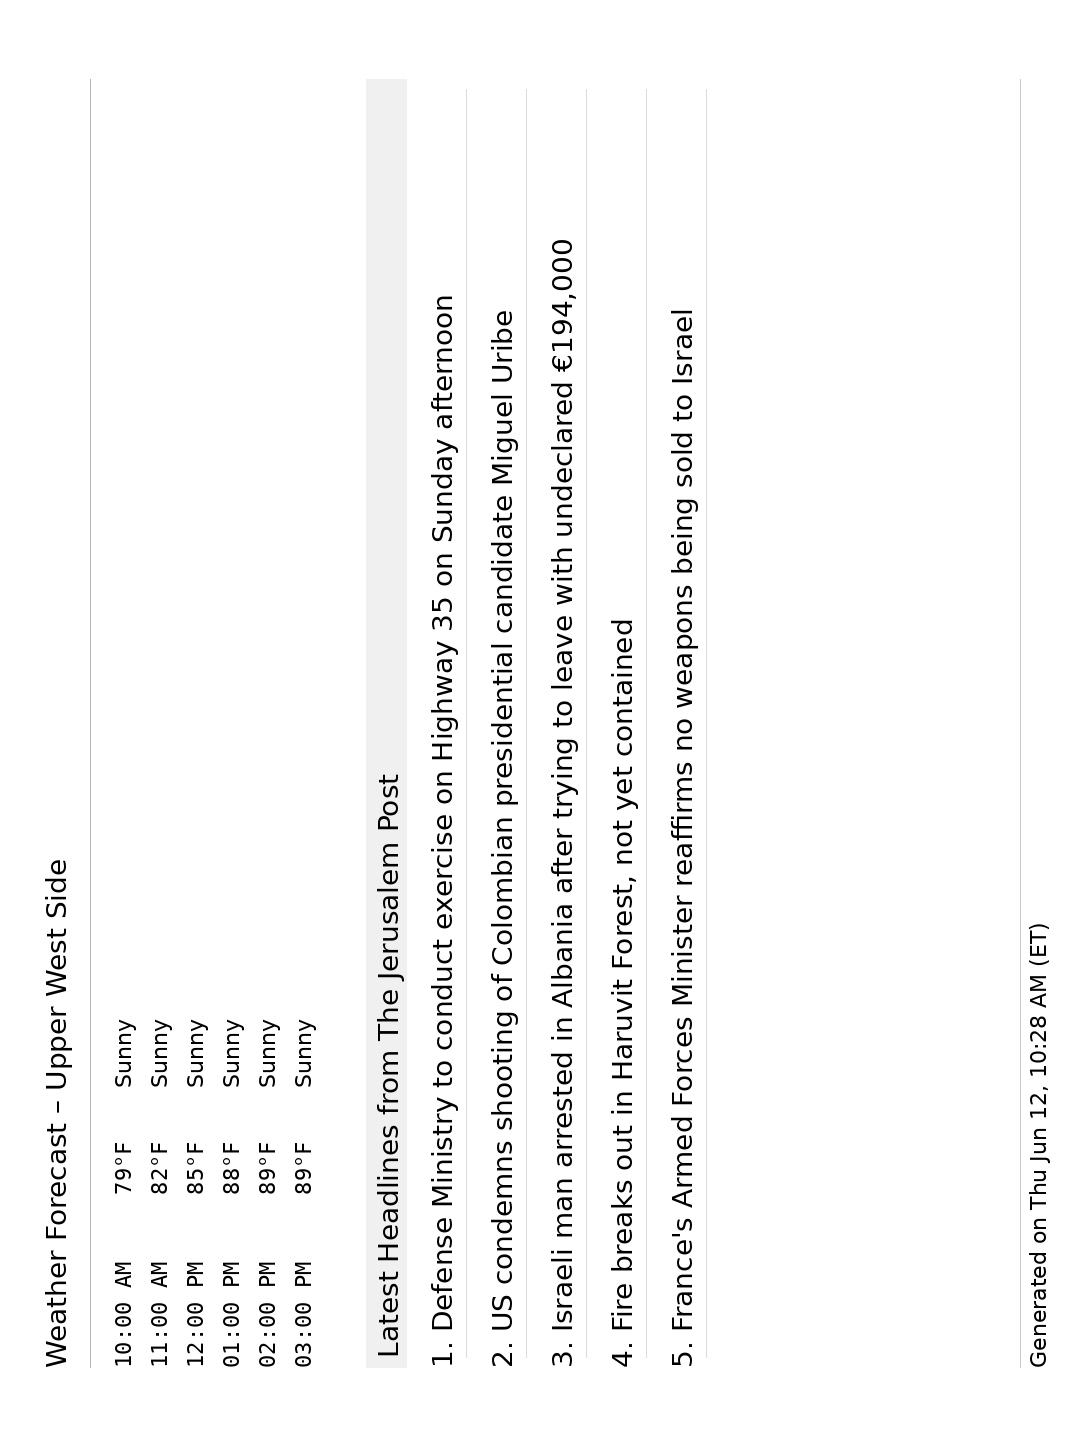 Weather Forecast – Upper West Side
10:00 AM 79°F Sunny
11:00 AM 82°F Sunny
12:00 PM 85°F Sunny
01:00 PM 88°F Sunny
02:00 PM 89°F Sunny
03:00 PM 89°F Sunny
Latest Headlines from The Jerusalem Post
1. Defense Ministry to conduct exercise on Highway 35 on Sunday afternoon
2. US condemns shooting of Colombian presidential candidate Miguel Uribe
3. Israeli man arrested in Albania after trying to leave with undeclared €194,000
4. Fire breaks out in Haruvit Forest, not yet contained
5. France's Armed Forces Minister reaffirms no weapons being sold to Israel
Generated on Thu Jun 12, 10:28 AM (ET)